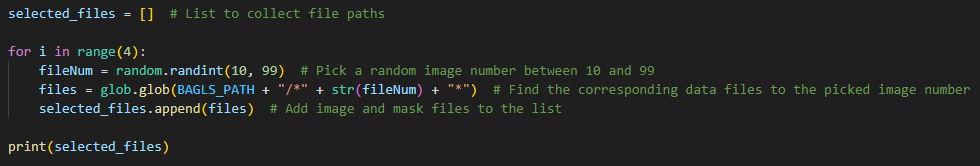 selected_files = []  # List to collect file paths

for i in range(4):
    fileNum = random.randint(10, 99)  # Pick a random image number between 10 and 99
    files = glob.glob(BAGLS_PATH + "/*" + str(fileNum) + "*")  # Find the corresponding data files to the picked image number
    selected_files.append(files)  # Add image and mask files to the list

print(selected_files)